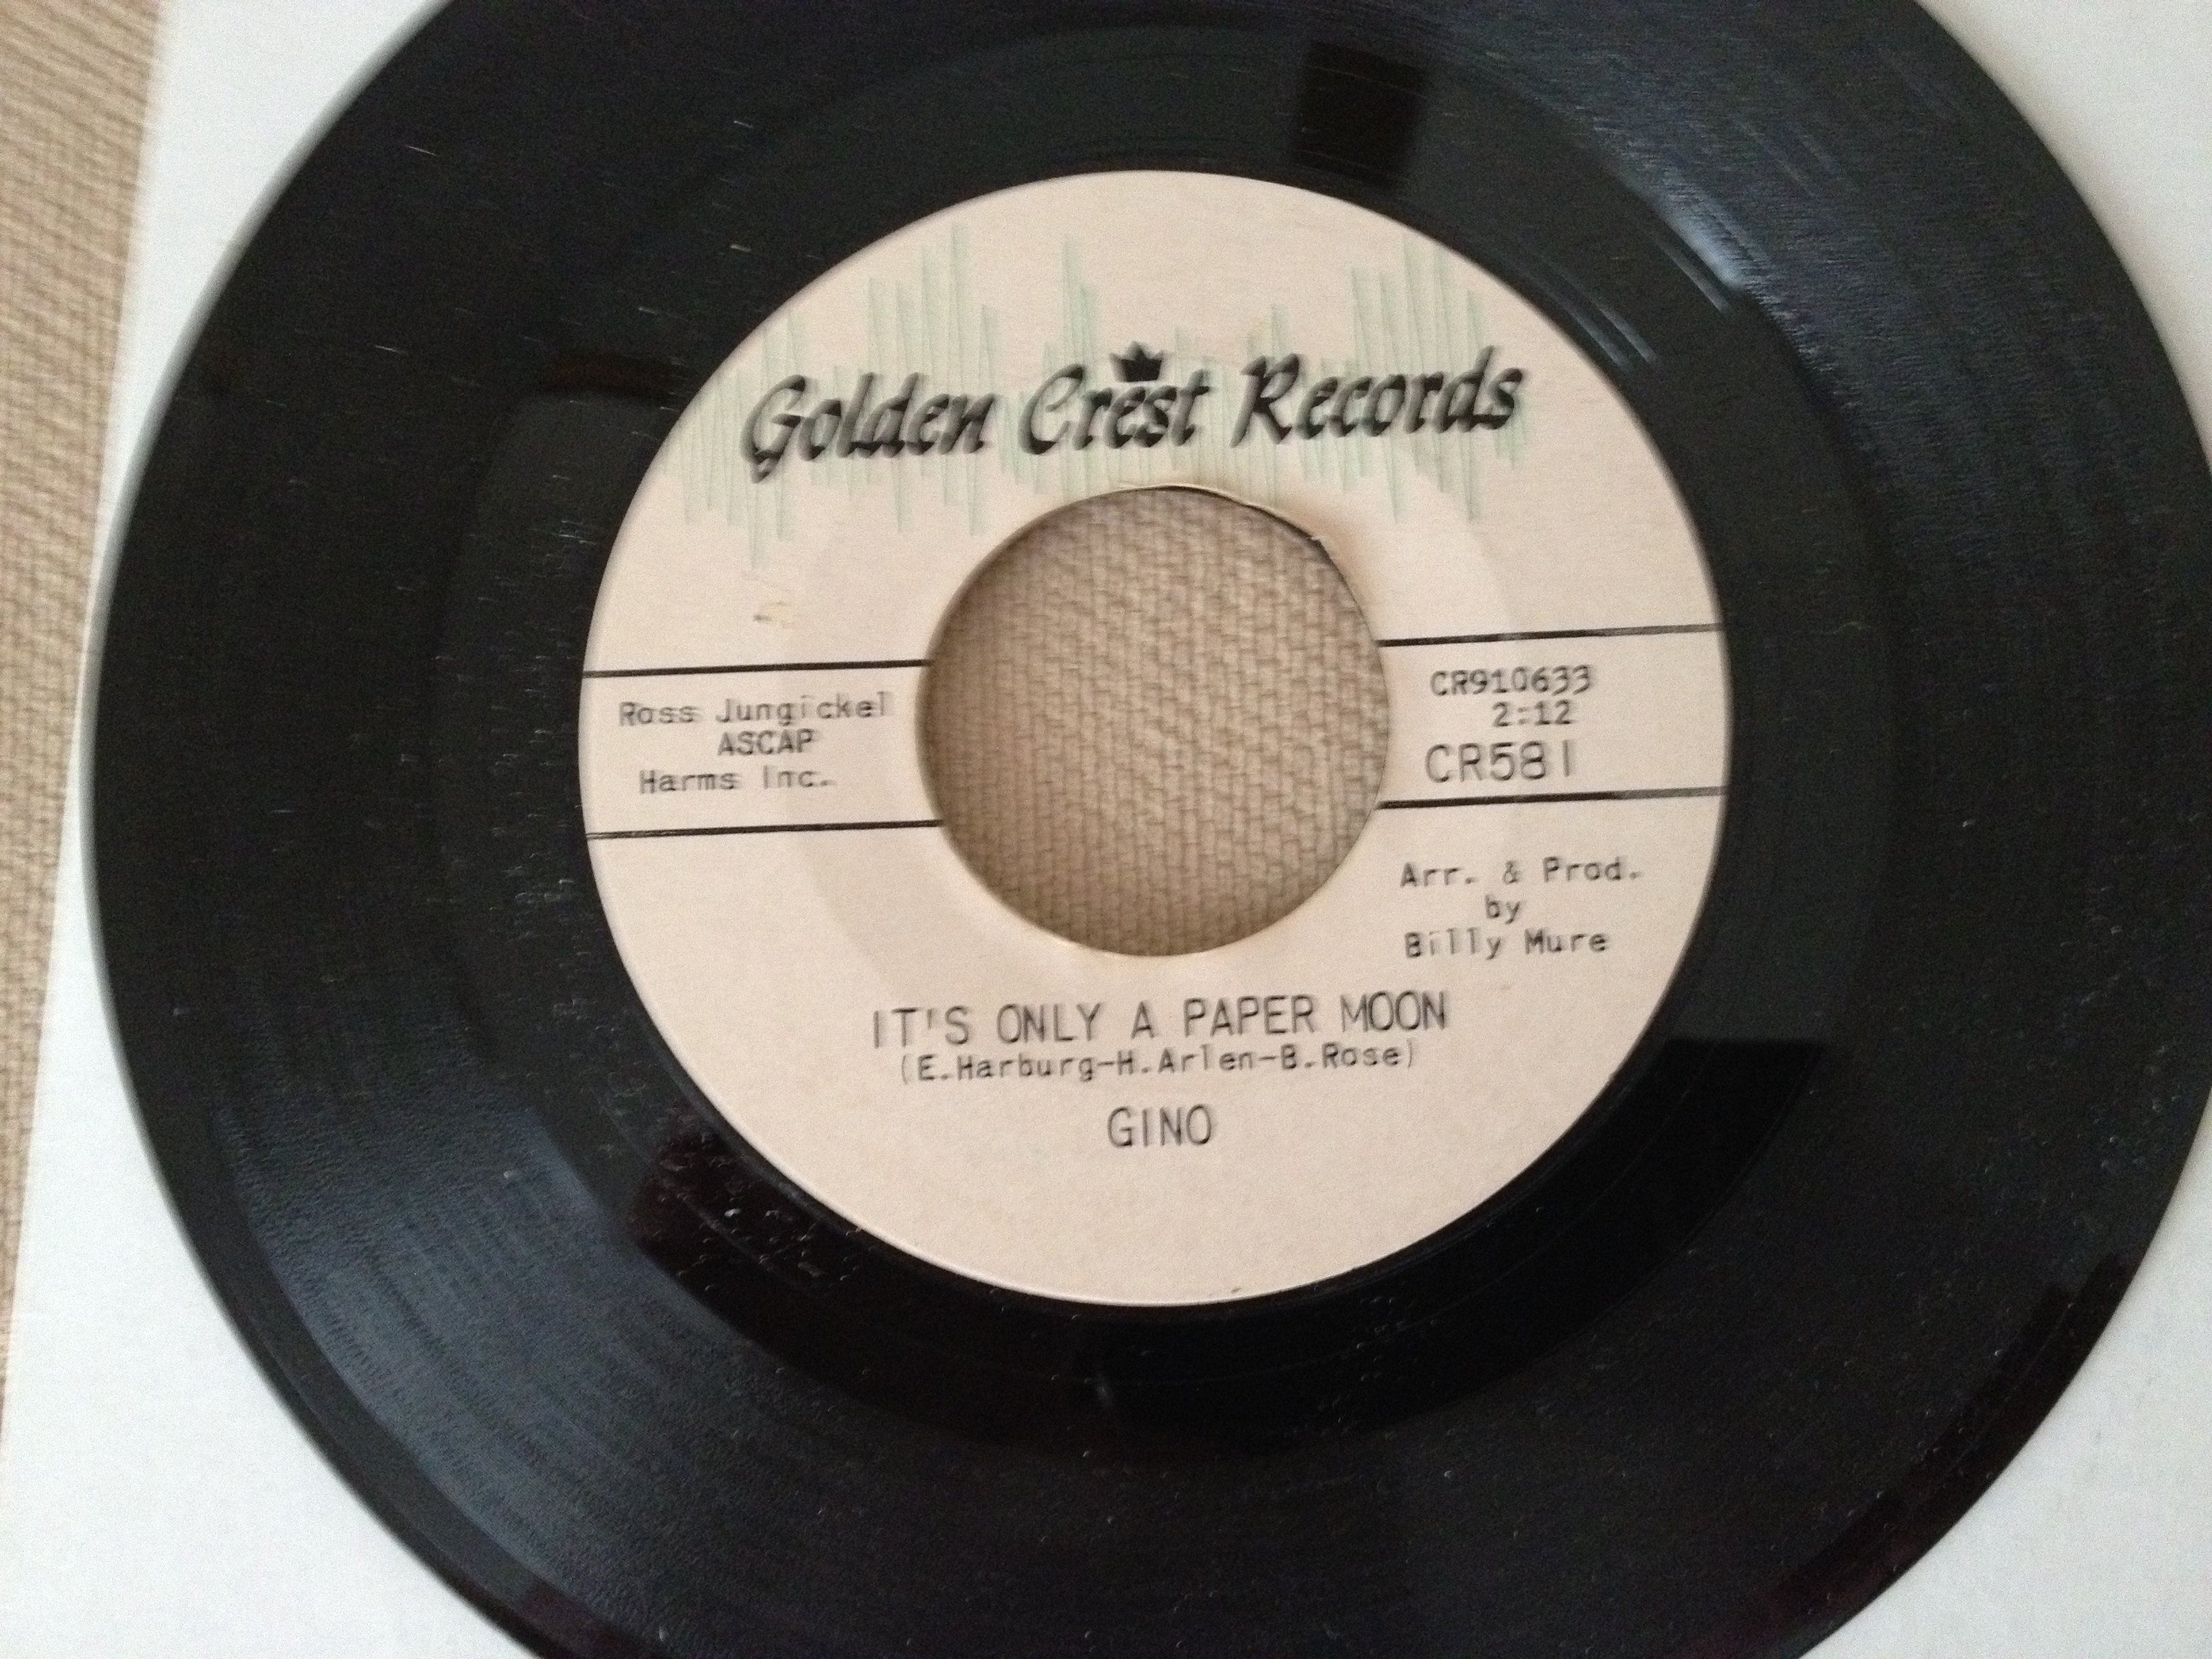 Golden Crest Records
Ross Jungickel
ASCAP
Harms Inc.
CR910633
2:12
CR581
Arr. & Prod.
by
Billy Mure
IT'S ONLY A PAPER MOON
(E.Harburg-H.Arlen-B.Rose)
GINO